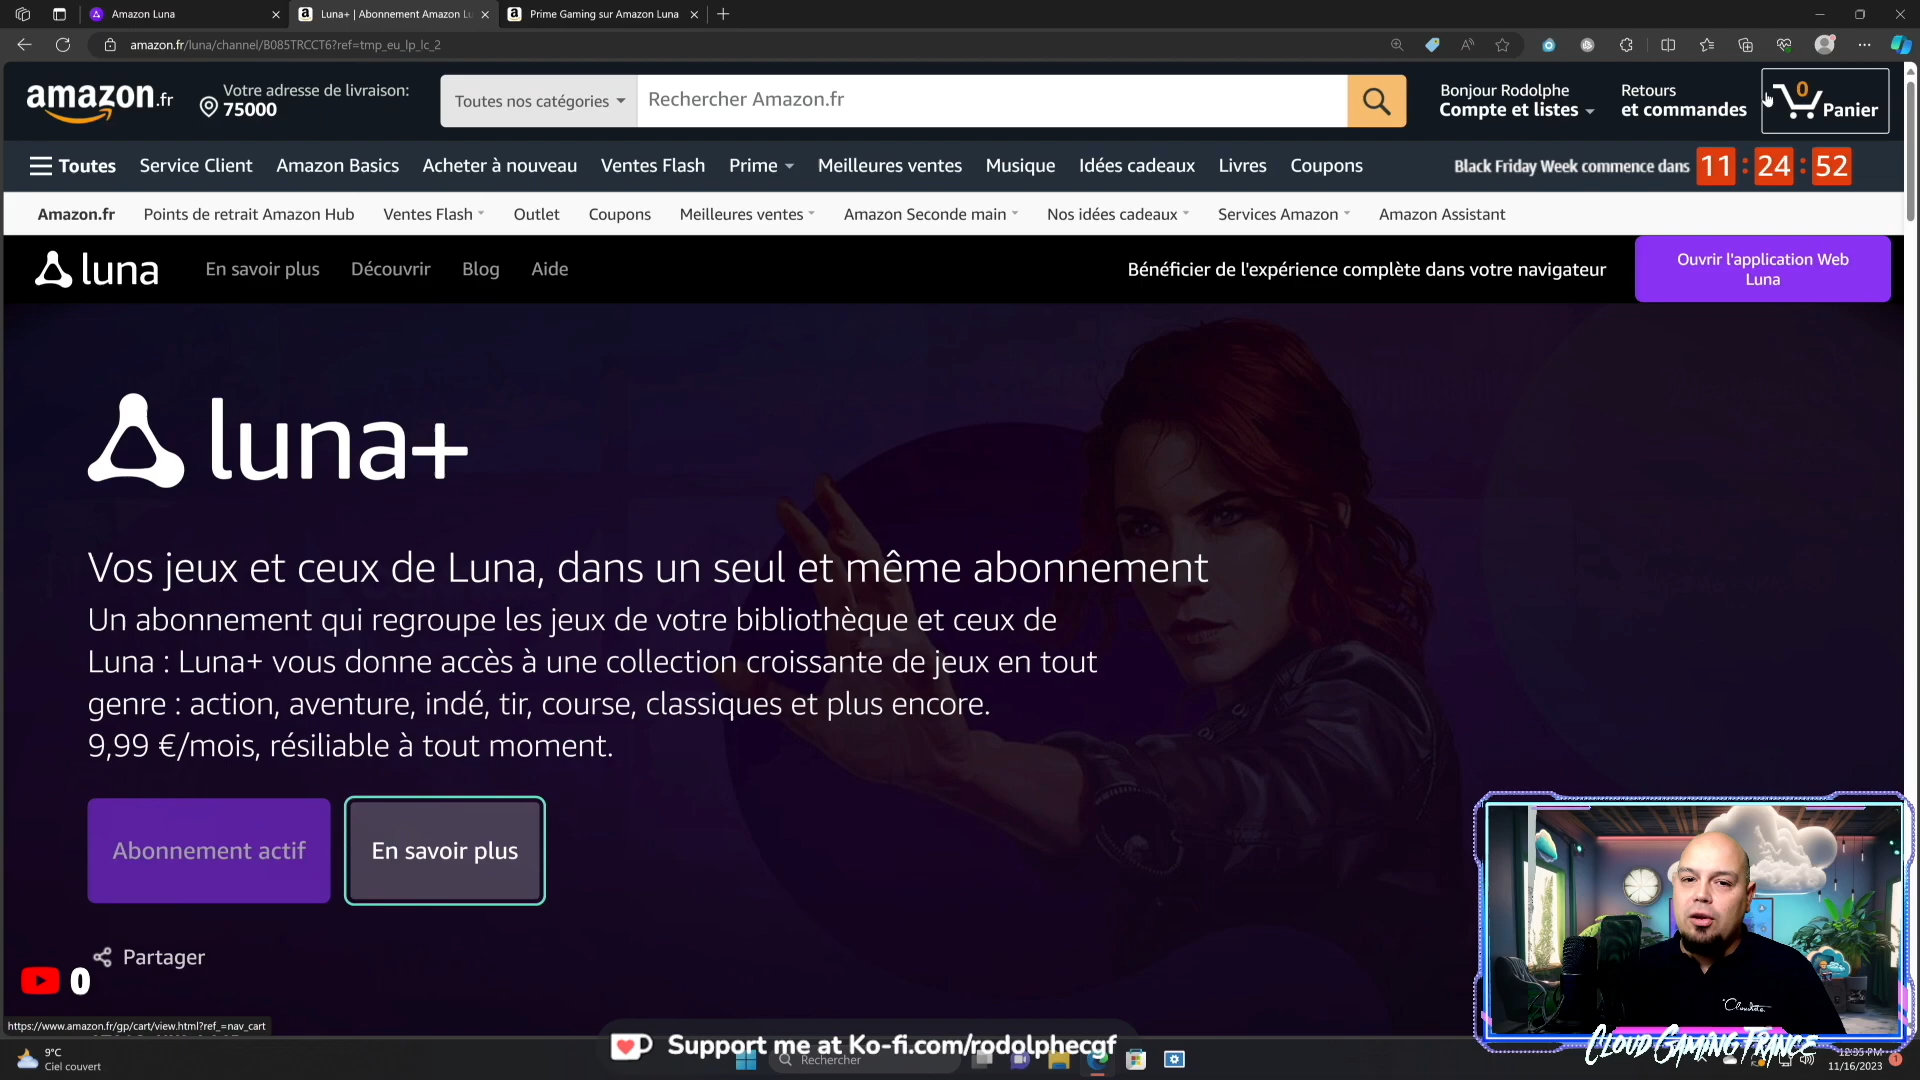 Amazon Luna
Luna+ | Abonnement Amazon Lu
Prime Gaming sur Amazon Luna
amazon.fr/luna/channel/B085TRCCT6?ref=tmp_eu_lp_lc_2
amazon.fr
Votre adresse de livraison:
75000
Toutes nos catégories
Rechercher Amazon.fr
Bonjour Rodolphe
Compte et listes
Retours
et commandes
0
Panier
Toutes
Service Client
Amazon Basics
Acheter à nouveau
Ventes Flash
Prime
Meilleures ventes
Musique
Idées cadeaux
Livres
Coupons
Black Friday Week commence dans 11 : 24 : 52
Amazon.fr
Points de retrait Amazon Hub
Ventes Flash
Outlet
Coupons
Meilleures ventes
Amazon Seconde main
Nos idées cadeaux
Services Amazon
Amazon Assistant
luna
En savoir plus
Découvrir
Blog
Aide
Bénéficier de l'expérience complète dans votre navigateur
Ouvrir l'application Web
Luna
luna+
Vos jeux et ceux de Luna, dans un seul et même abonnement
Un abonnement qui regroupe les jeux de votre bibliothèque et ceux de
Luna : Luna+ vous donne accès à une collection croissante de jeux en tout
genre : action, aventure, indé, tir, course, classiques et plus encore.
9,99 €/mois, résiliable à tout moment.
Abonnement actif
En savoir plus
Partager
0
https://www.amazon.fr/gp/cart/view.html?ref_=nav_cart
9°C
Ciel couvert
Support me at Ko-fi.com/rodolphecgf
Rechercher
Cloud Gaming France
12:35 PM
11/16/2023
1